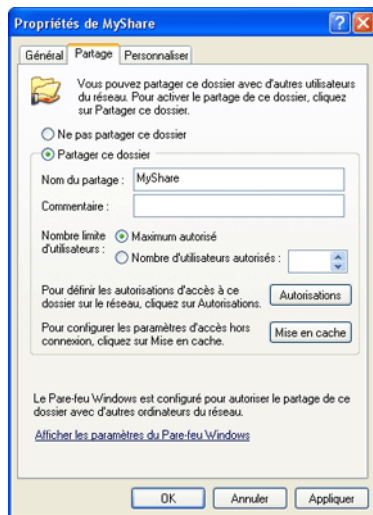 Propriétés de MyShare
Général Partage Personnaliser
Vous pouvez partager ce dossier avec d'autres utilisateurs
du réseau. Pour activer le partage de ce dossier, cliquez
sur Partager ce dossier.
Ne pas partager ce dossier
Partager ce dossier
Nom du partage : MyShare
Commentaire :
Nombre limite
d'utilisateurs :
Maximum autorisé
Nombre d'utilisateurs autorisés :
Pour définir les autorisations d'accès à ce
dossier sur le réseau, cliquez sur Autorisations.
Autorisations
Pour configurer les paramètres d'accès hors
connexion, cliquez sur Mise en cache.
Mise en cache
Le Pare-feu Windows est configuré pour autoriser le partage de ce
dossier avec d'autres ordinateurs du réseau.
Afficher les paramètres du Pare-feu Windows
OK Annuler Appliquer